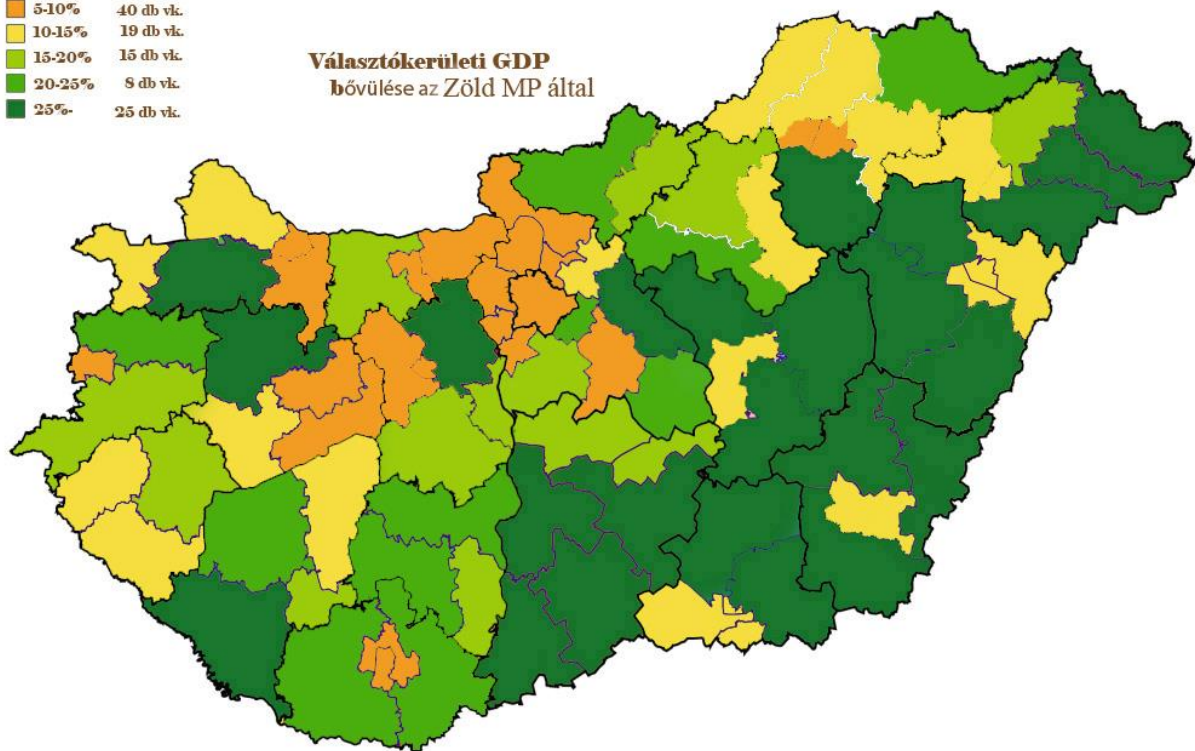 5-10% 40 db vk.
10-15% 19 db vk.
15-20% 15 db vk.
20-25% 8 db vk.
25%- 25 db vk.
Választókerületi GDP
bővülése az Zöld MP által